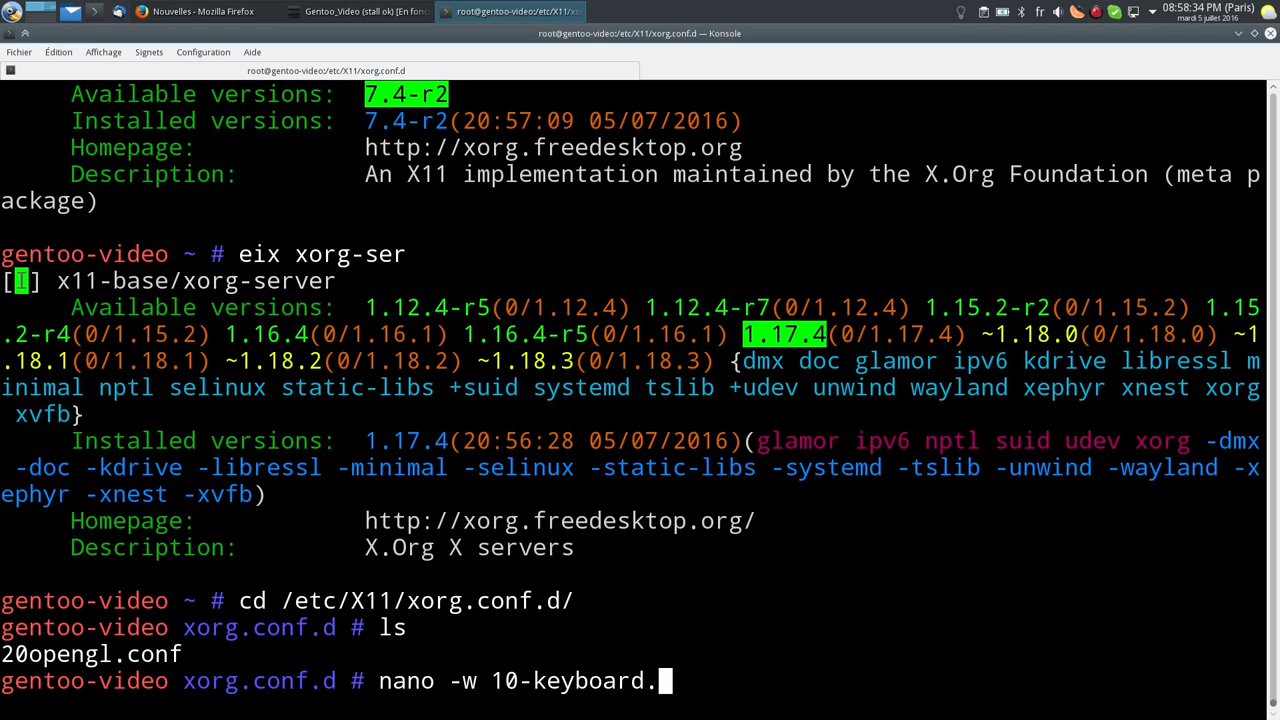 Nouvelles - Mozilla Firefox
Gentoo_Video (stall ok) [En fonc
root@gentoo-video:/etc/X11/xo
fr
08:58:34 PM (Paris)
mardi 5 juillet 2016
root@gentoo-video:/etc/X11/xorg.conf.d — Konsole
Fichier Édition Affichage Signets Configuration Aide
root@gentoo-video:/etc/X11/xorg.conf.d
Available versions: 7.4-r2
Installed versions: 7.4-r2(20:57:09 05/07/2016)
Homepage: http://xorg.freedesktop.org
Description: An X11 implementation maintained by the X.Org Foundation (meta p
ackage)
gentoo-video ~ # eix xorg-ser
[I] x11-base/xorg-server
Available versions: 1.12.4-r5(0/1.12.4) 1.12.4-r7(0/1.12.4) 1.15.2-r2(0/1.15.2) 1.15
.2-r4(0/1.15.2) 1.16.4(0/1.16.1) 1.16.4-r5(0/1.16.1) 1.17.4(0/1.17.4) ~1.18.0(0/1.18.0) ~1
.18.1(0/1.18.1) ~1.18.2(0/1.18.2) ~1.18.3(0/1.18.3) {dmx doc glamor ipv6 kdrive libressl m
inimal nptl selinux static-libs +suid systemd tslib +udev unwind wayland xephyr xnest xorg
xvfb}
Installed versions: 1.17.4(20:56:28 05/07/2016)(glamor ipv6 nptl suid udev xorg -dmx
-doc -kdrive -libressl -minimal -selinux -static-libs -systemd -tslib -unwind -wayland -x
ephyr -xnest -xvfb)
Homepage: http://xorg.freedesktop.org/
Description: X.Org X servers
gentoo-video ~ # cd /etc/X11/xorg.conf.d/
gentoo-video xorg.conf.d # ls
20opengl.conf
gentoo-video xorg.conf.d # nano -w 10-keyboard.